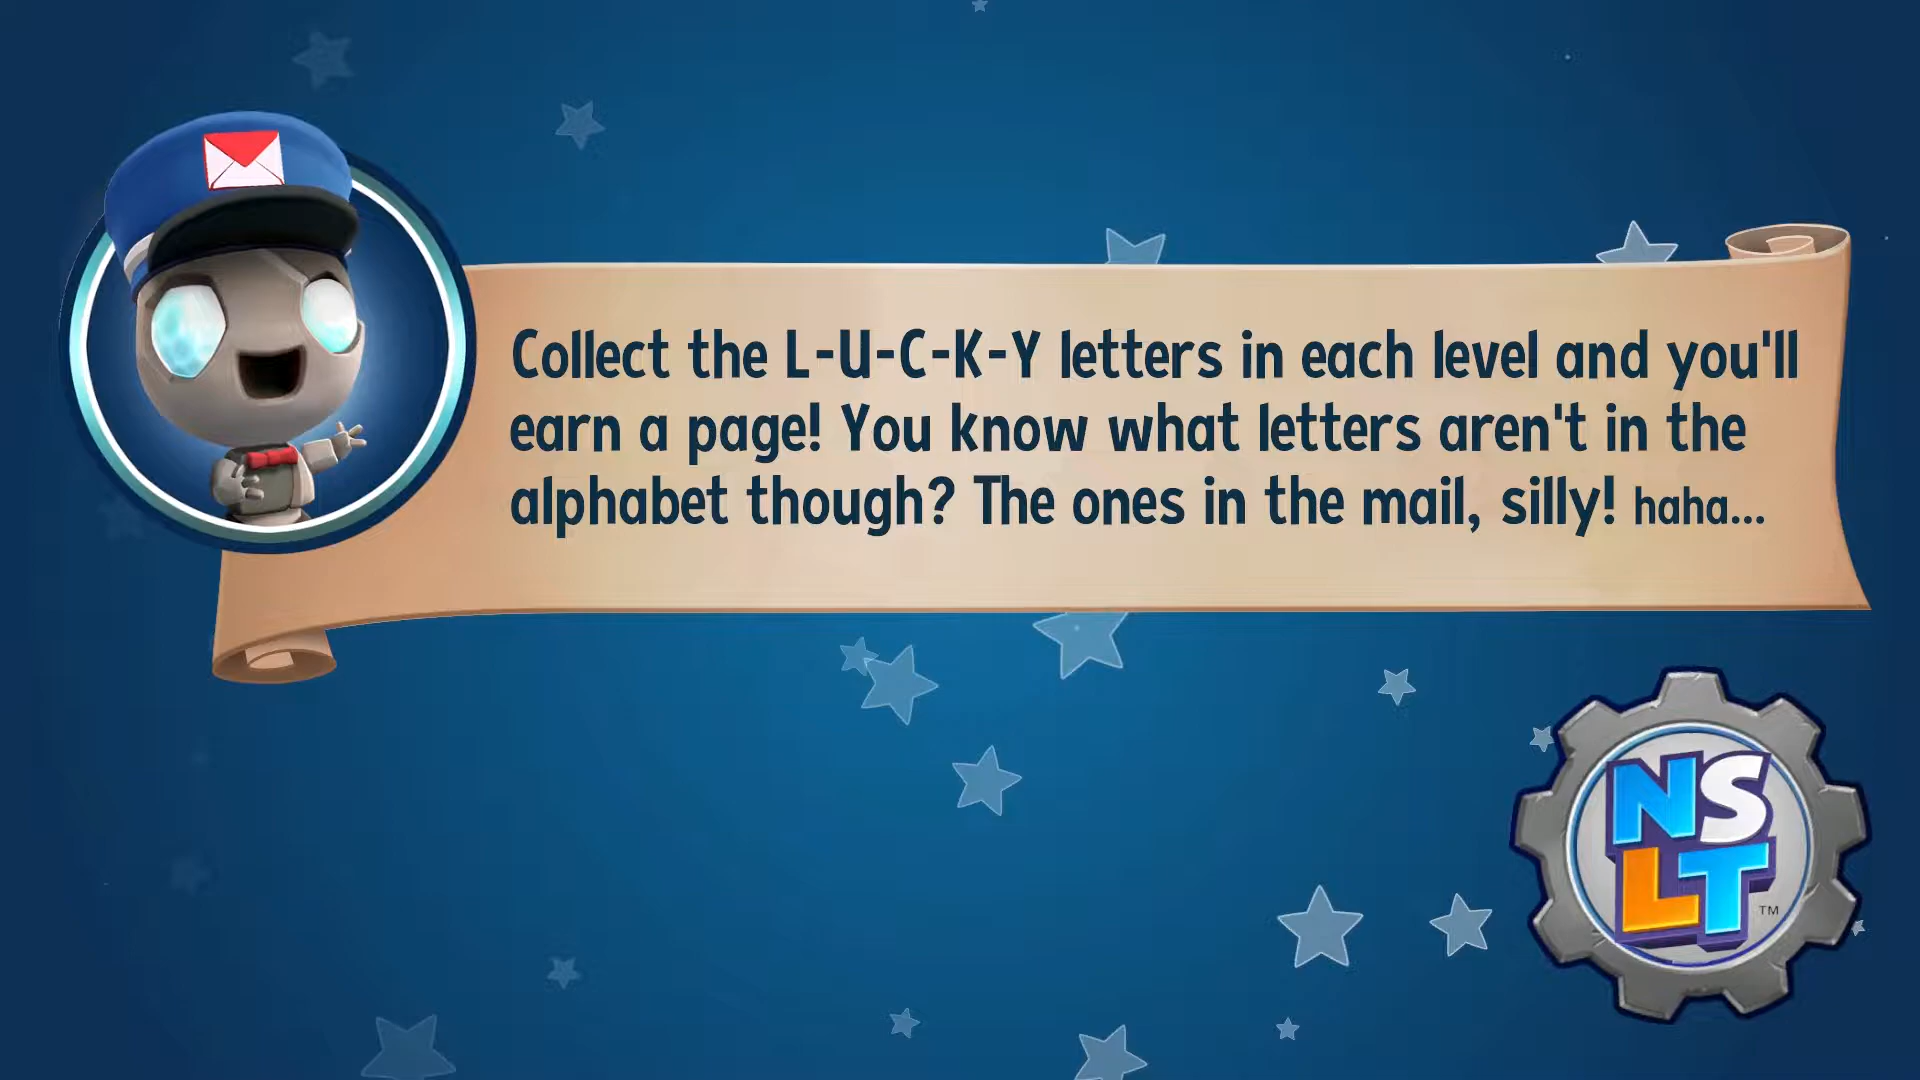 Collect the L-U-C-K-Y letters in each level and you'll
earn a page! You know what letters aren't in the
alphabet though? The ones in the mail, silly! haha...
NS
LT
TM